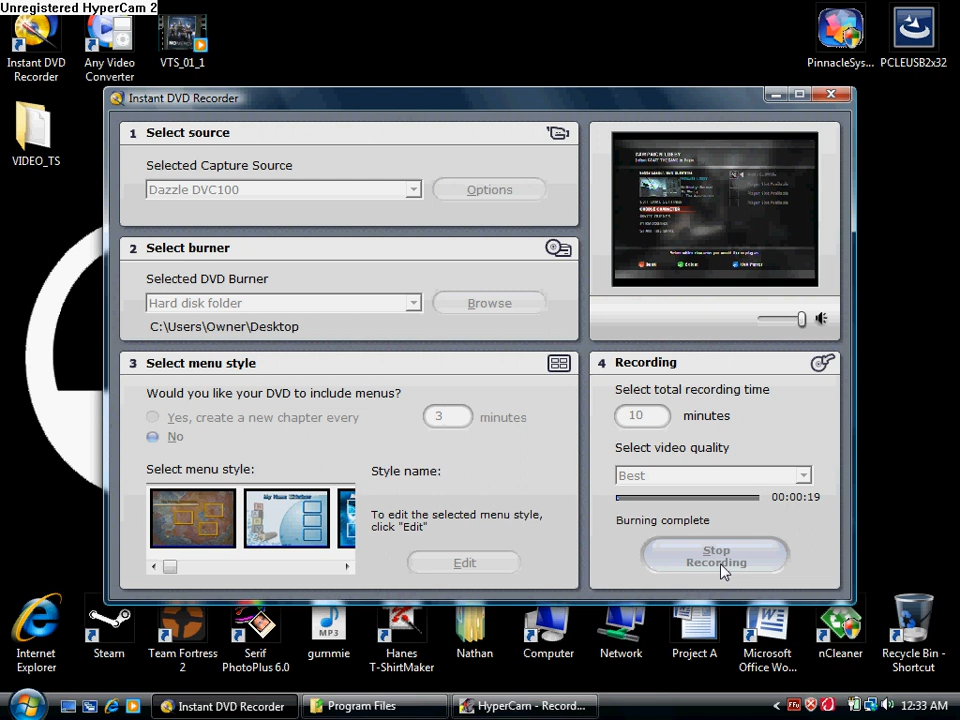 Unregistered HyperCam 2
Instant DVD
Recorder
Any Video
Converter
VTS_01_1
PinnacleSys...
PCLEUSB2x32
VIDEO_TS
Instant DVD Recorder
1 Select source
Selected Capture Source
Dazzle DVC100
Options
2 Select burner
Selected DVD Burner
Hard disk folder
Browse
C:\Users\Owner\Desktop
3 Select menu style
Would you like your DVD to include menus?
Yes, create a new chapter every
3
minutes
No
Select menu style:
Style name:
To edit the selected menu style,
click "Edit"
Edit
4 Recording
Select total recording time
10
minutes
Select video quality
Best
00:00:19
Burning complete
Stop
Recording
Internet
Explorer
Steam
Team Fortress
2
Serif
PhotoPlus 6.0
MP3
gummie
Hanes
T-ShirtMaker
Nathan
Computer
Network
Project A
Microsoft
Office Wo...
nCleaner
Recycle Bin -
Shortcut
Instant DVD Recorder
Program Files
HyperCam - Record...
12:33 AM